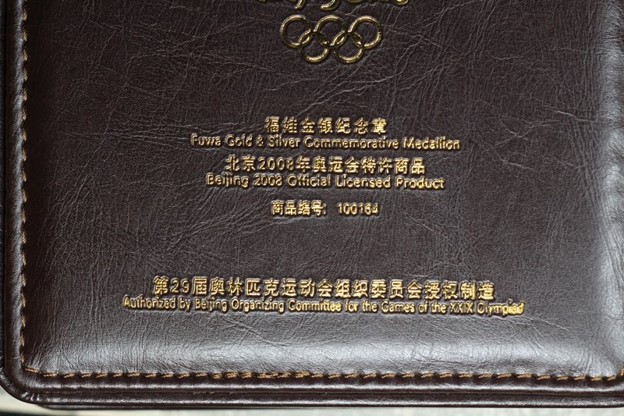 福娃金银纪念章
Fuwa Gold & Silver Commemorative Medallion
北京2008年奥运会特许商品
Beijing 2008 Official Licensed Product
商品编号: 100164
第29届奥林匹克运动会组织委员会授权制造
Authorized by Beijing Organizing Committee for the Games of the XXIX Olympiad